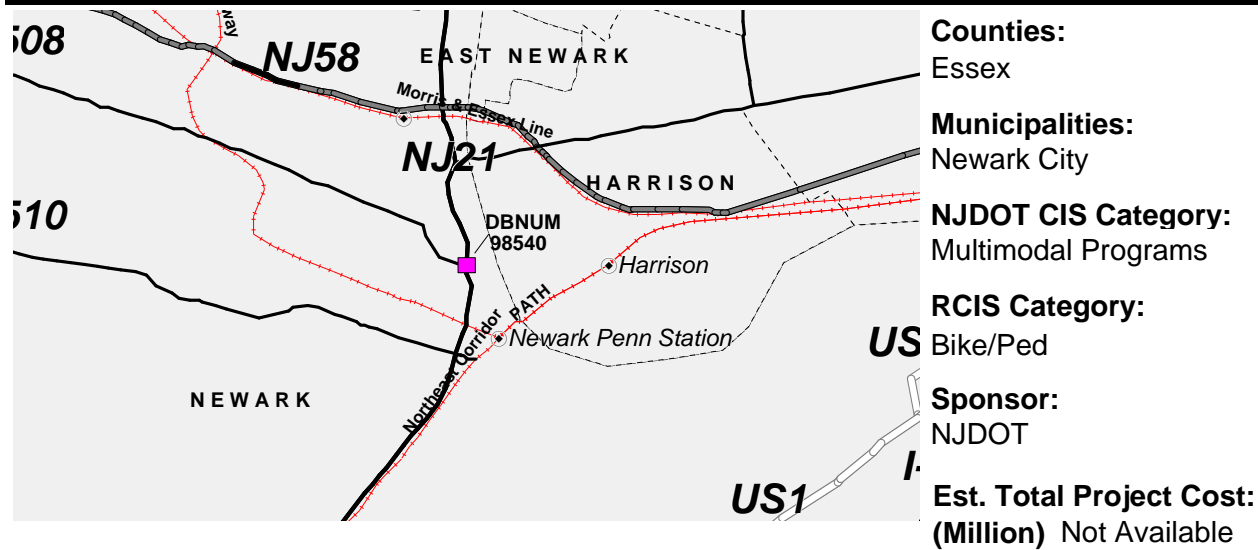 508
way
NJ58
EAST NEWARK
Morris & Essex Line
NJ21
HARRISON
510
DBNUM
98540
Harrison
Northeast Corridor
PATH
Newark Penn Station
NEWARK
US
I-
US1
Counties:
Essex
Municipalities:
Newark City
NJDOT CIS Category:
Multimodal Programs
RCIS Category:
Bike/Ped
Sponsor:
NJDOT
Est. Total Project Cost:
(Million) Not Available